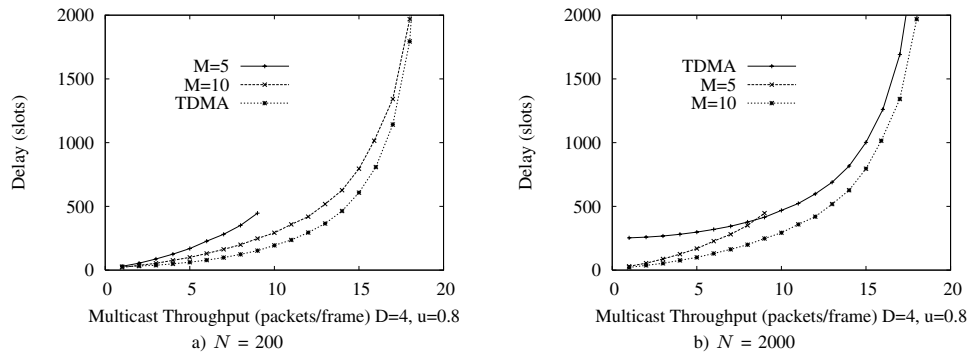 2000
1500
1000
500
0
Delay (slots)
M=5
M=10
TDMA
0 5 10 15 20
Multicast Throughput (packets/frame) D=4, u=0.8
a) N = 200
2000
1500
1000
500
0
Delay (slots)
TDMA
M=5
M=10
0 5 10 15 20
Multicast Throughput (packets/frame) D=4, u=0.8
b) N = 2000